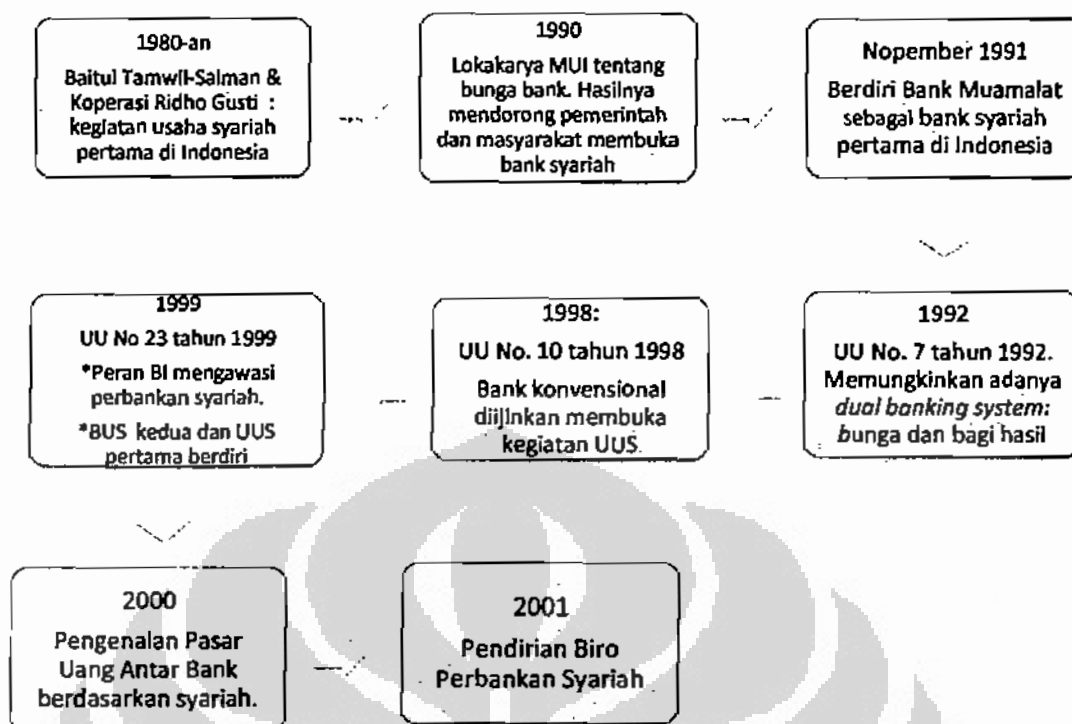 1980-an
Baitul Tamwil-Salman &
Koperasi Ridho Gusti :
kegiatan usaha syariah
pertama di Indonesia
1990
Lokakarya MUI tentang
bunga bank. Hasilnya
mendorong pemerintah
dan masyarakat membuka
bank syariah
Nopember 1991
Berdiri Bank Muamalat
sebagai bank syariah
pertama di Indonesia
1992
UU No. 7 tahun 1992.
Memungkinkan adanya
dual banking system:
bunga dan bagi hasil
1998:
UU No. 10 tahun 1998
Bank konvensional
diijinkan membuka
kegiatan UUS.
1999
UU No 23 tahun 1999
*Peran BI mengawasi
perbankan syariah.
*BUS kedua dan UUS
pertama berdiri
2000
Pengenalan Pasar
Uang Antar Bank
berdasarkan syariah.
2001
Pendirian Biro
Perbankan Syariah